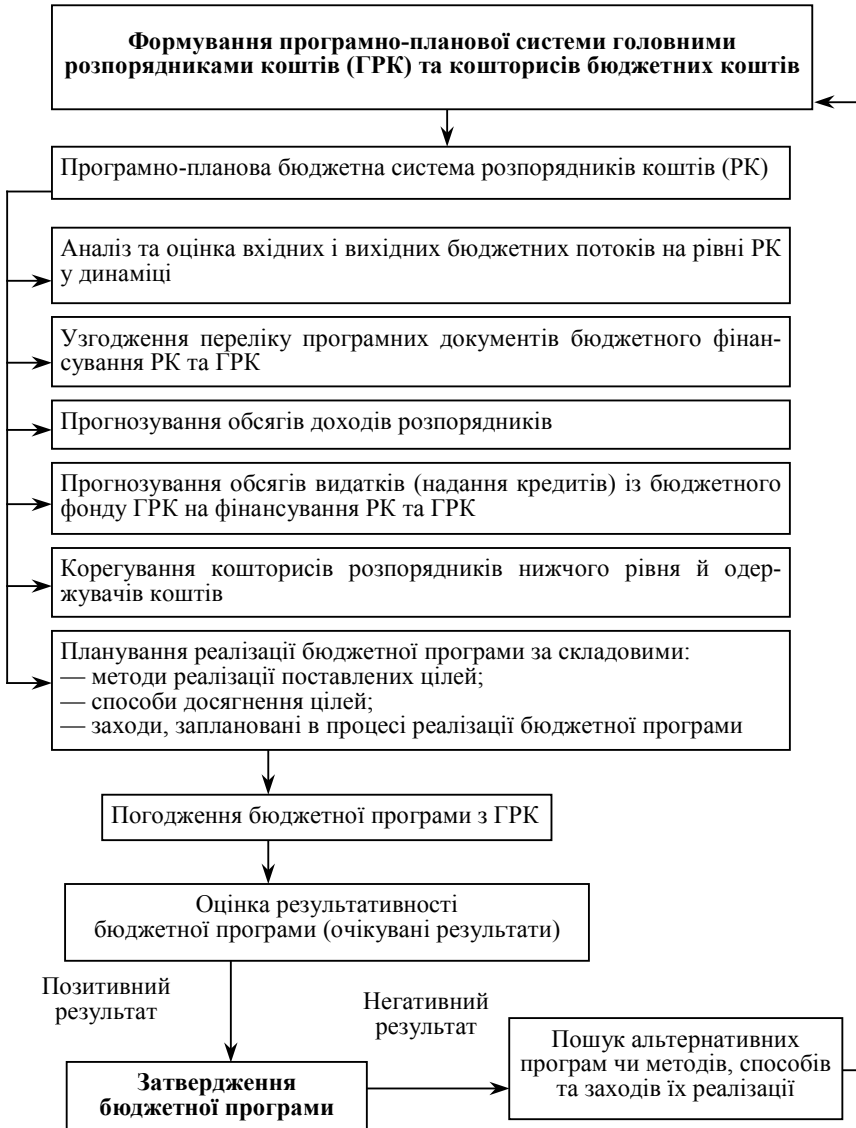 Формування програмно-планової системи головними
розпорядниками коштів (ГРК) та кошторисів бюджетних коштів
Програмно-планова бюджетна система розпорядників коштів (РК)
Аналіз та оцінка вхідних і вихідних бюджетних потоків на рівні РК
у динаміці
Узгодження переліку програмних документів бюджетного фінан-
сування РК та ГРК
Прогнозування обсягів доходів розпорядників
Прогнозування обсягів видатків (надання кредитів) із бюджетного
фонду ГРК на фінансування РК та ГРК
Корегування кошторисів розпорядників нижчого рівня й одер-
жувачів коштів
Планування реалізації бюджетної програми за складовими:
— методи реалізації поставлених цілей;
— способи досягнення цілей;
— заходи, заплановані в процесі реалізації бюджетної програми
Погодження бюджетної програми з ГРК
Оцінка результативності
бюджетної програми (очікувані результати)
Позитивний
результат
Негативний
результат
Затвердження
бюджетної програми
Пошук альтернативних
програм чи методів, способів
та заходів їх реалізації